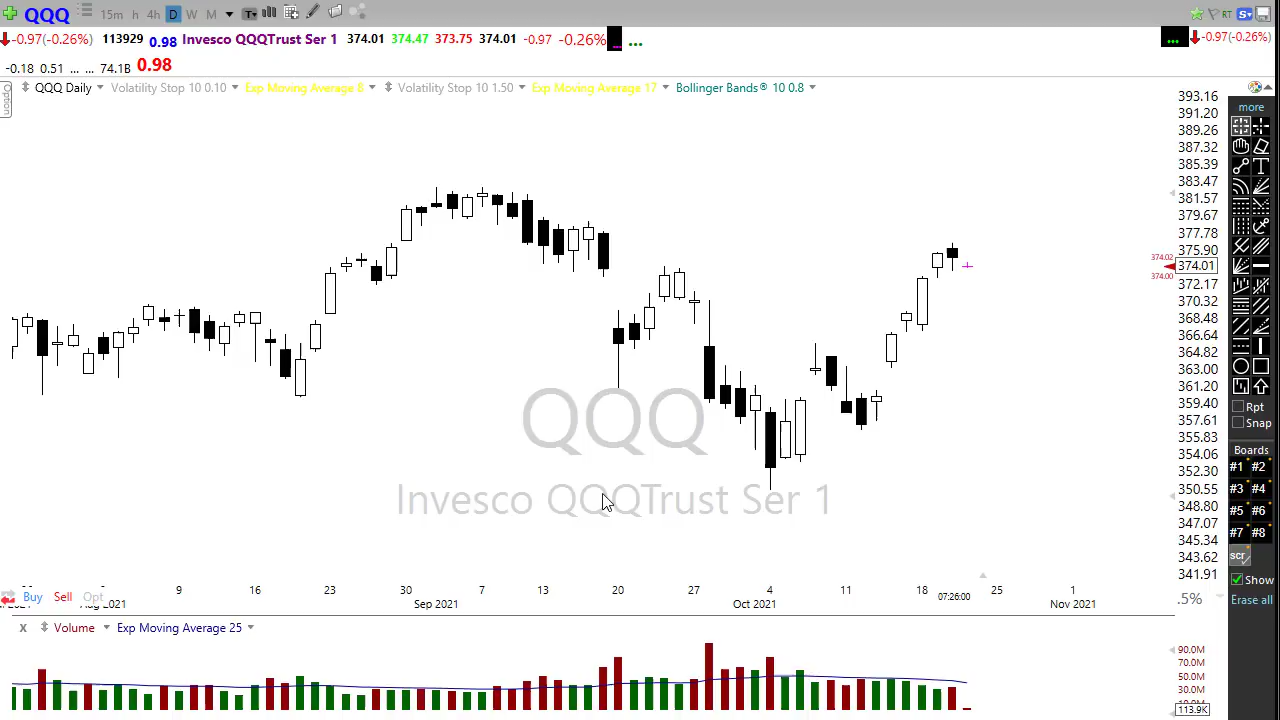 QQQ 15m h 4h D W M T RT S
-0.97(-0.26%) 113929 0.98 Invesco QQQTrust Ser 1 374.01 374.47 373.75 374.01 -0.97 -0.26% ... ... -0.97(-0.26%)
-0.18 0.51 ... ... 74.1B 0.98
Option
QQQ Daily Volatility Stop 10 0.10 Exp Moving Average 8 Volatility Stop 10 1.50 Exp Moving Average 17 Bollinger Bands® 10 0.8
393.16
391.20
389.26
387.32
385.39
383.47
381.57
379.67
377.78
375.90
374.02
374.01
374.00
372.17
370.32
368.48
366.64
364.82
363.00
361.20
359.40
357.61
355.83
354.06
352.30
350.55
348.80
347.07
345.34
343.62
341.91
QQQ
Invesco QQQTrust Ser 1
9 16 23 30 7 13 20 27 4 11 18 25 1
Buy Sell Opt
Aug 2021 Sep 2021 Oct 2021 07:26:00 Nov 2021
.5%
X Volume Exp Moving Average 25
90.0M
70.0M
50.0M
30.0M
113.9K
more
T
Rpt
Snap
Boards
#1 #2
#3 #4
#5 #6
#7 #8
scr
Show
Erase all